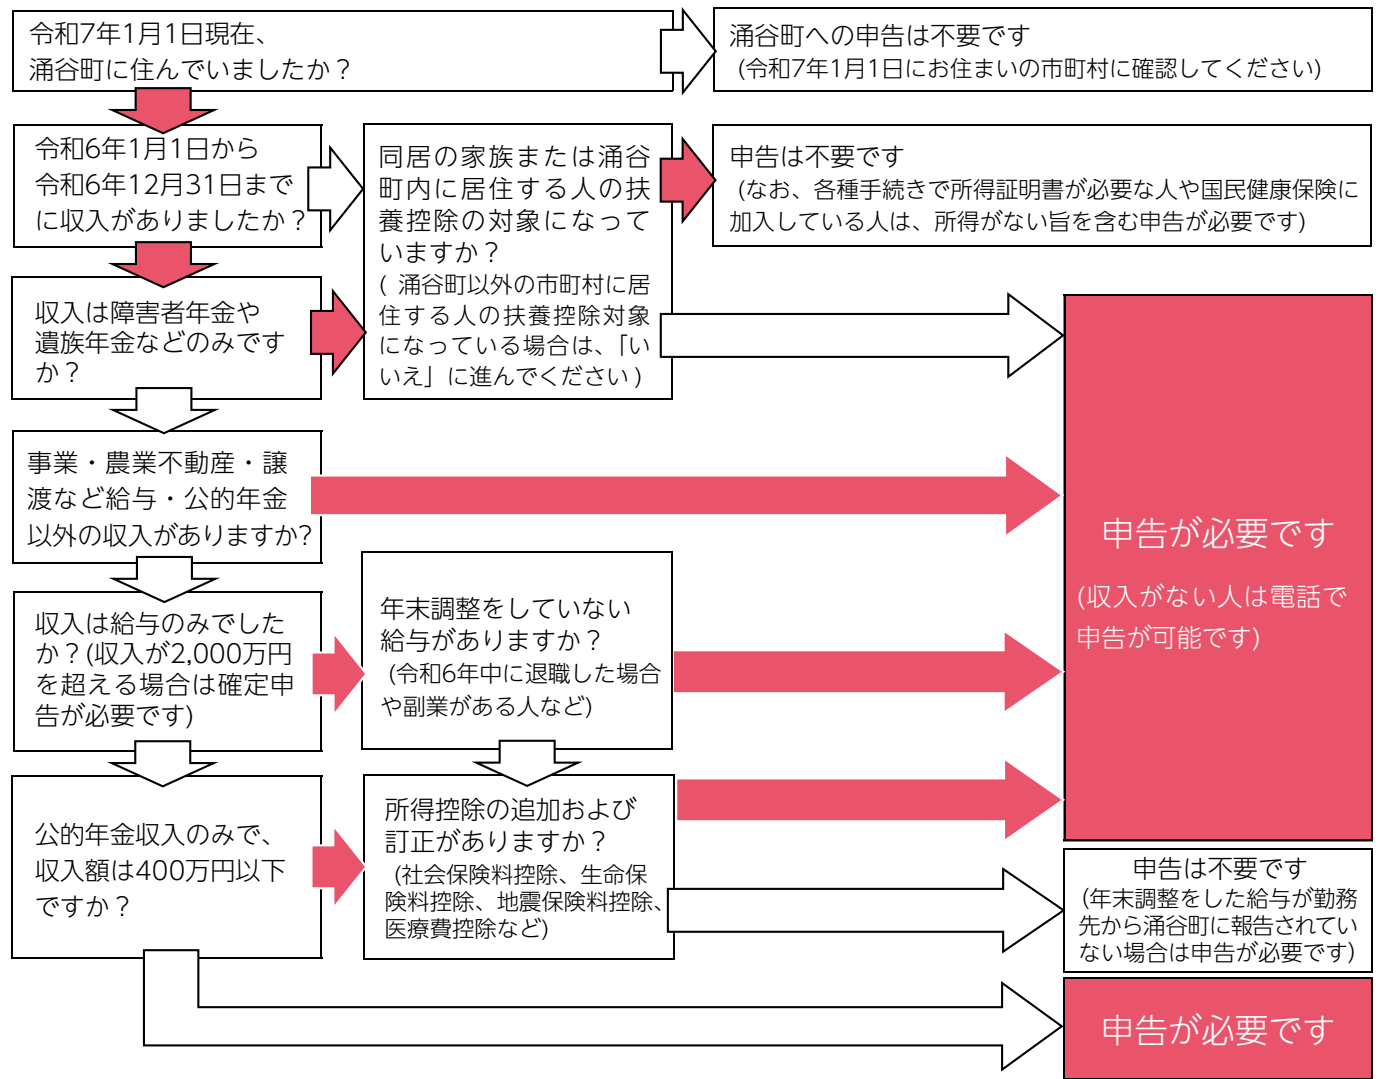 令和7年1月1日現在、
涌谷町に住んでいましたか？
涌谷町への申告は不要です
(令和7年1月1日にお住まいの市町村に確認してください)
令和6年1月1日から
令和6年12月31日まで
に収入がありましたか？
同居の家族または涌谷
町内に居住する人の扶
養控除の対象になって
いますか？
( 涌谷町以外の市町村に居
住する人の扶養控除対象
になっている場合は、「い
いえ」に進んでください )
申告は不要です
(なお、各種手続きで所得証明書が必要な人や国民健康保険に
加入している人は、所得がない旨を含む申告が必要です)
収入は障害者年金や
遺族年金などのみです
か？
事業・農業不動産・譲
渡など給与・公的年金
以外の収入がありますか?
収入は給与のみでした
か？(収入が2,000万円
を超える場合は確定申
告が必要です)
年末調整をしていない
給与がありますか？
(令和6年中に退職した場合
や副業がある人など)
申告が必要です
(収入がない人は電話で
申告が可能です)
公的年金収入のみで、
収入額は400万円以下
ですか？
所得控除の追加および
訂正がありますか？
(社会保険料控除、生命保
険料控除、地震保険料控除、
医療費控除など)
申告は不要です
(年末調整をした給与が勤務
先から涌谷町に報告されてい
ない場合は申告が必要です)
申告が必要です